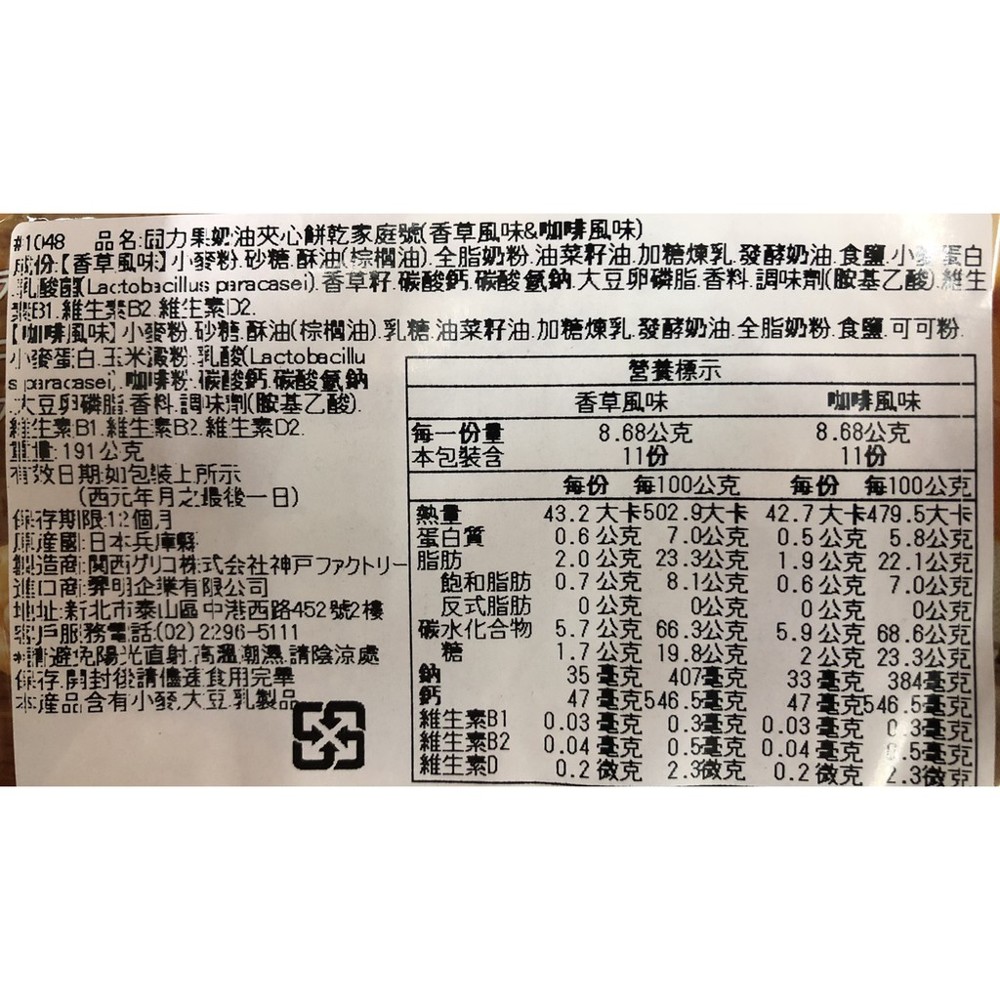 #1048 品名:固力果奶油夾心餅乾家庭號(香草風味&咖啡風味)
成份:【香草風味】小麥粉.砂糖.酥油(棕櫚油).全脂奶粉.油菜籽油.加糖煉乳.發酵奶油.食鹽.小麥蛋白
.乳酸菌(Lactobacillus paracasei).香草籽.碳酸鈣.碳酸氫鈉.大豆卵磷脂.香料.調味劑(胺基乙酸).維生
素B1.維生素B2.維生素D2.
【咖啡風味】小麥粉.砂糖.酥油(棕櫚油).乳糖.油菜籽油.加糖煉乳.發酵奶油.全脂奶粉.食鹽.可可粉.
小麥蛋白.玉米澱粉.乳酸(Lactobacillu
s paracasei).咖啡粉.碳酸鈣.碳酸氫鈉
.大豆卵磷脂.香料.調味劑(胺基乙酸).
維生素B1.維生素B2.維生素D2.
重量:191公克
有效日期:如包裝上所示
(西元年月之最後一日)
保存期限:12個月
原產國:日本兵庫縣
製造商:関西グリコ株式会社神戸ファクトリー
進口商:霽明企業有限公司
地址:新北市泰山區中港西路452號2樓
客戶服務電話:(02)2296-5111
*請避免陽光直射.高溫潮濕.請陰涼處
保存.開封後請儘速食用完畢
本產品含有小麥,大豆.乳製品
營養標示
香草風味 咖啡風味
每一份量 8.68公克 8.68公克
本包裝含 11份 11份
每份 每100公克 每份 每100公克
熱量 43.2大卡 502.9大卡 42.7大卡 479.5大卡
蛋白質 0.6公克 7.0公克 0.5公克 5.8公克
脂肪 2.0公克 23.3公克 1.9公克 22.1公克
飽和脂肪 0.7公克 8.1公克 0.6公克 7.0公克
反式脂肪 0公克 0公克 0公克 0公克
碳水化合物 5.7公克 66.3公克 5.9公克 68.6公克
糖 1.7公克 19.8公克 2公克 23.3公克
鈉 35毫克 407毫克 33毫克 384毫克
鈣 47毫克 546.5毫克 47毫克 546.5毫克
維生素B1 0.03毫克 0.3毫克 0.03毫克 0.3毫克
維生素B2 0.04毫克 0.5毫克 0.04毫克 0.5毫克
維生素D 0.2微克 2.3微克 0.2微克 2.3微克